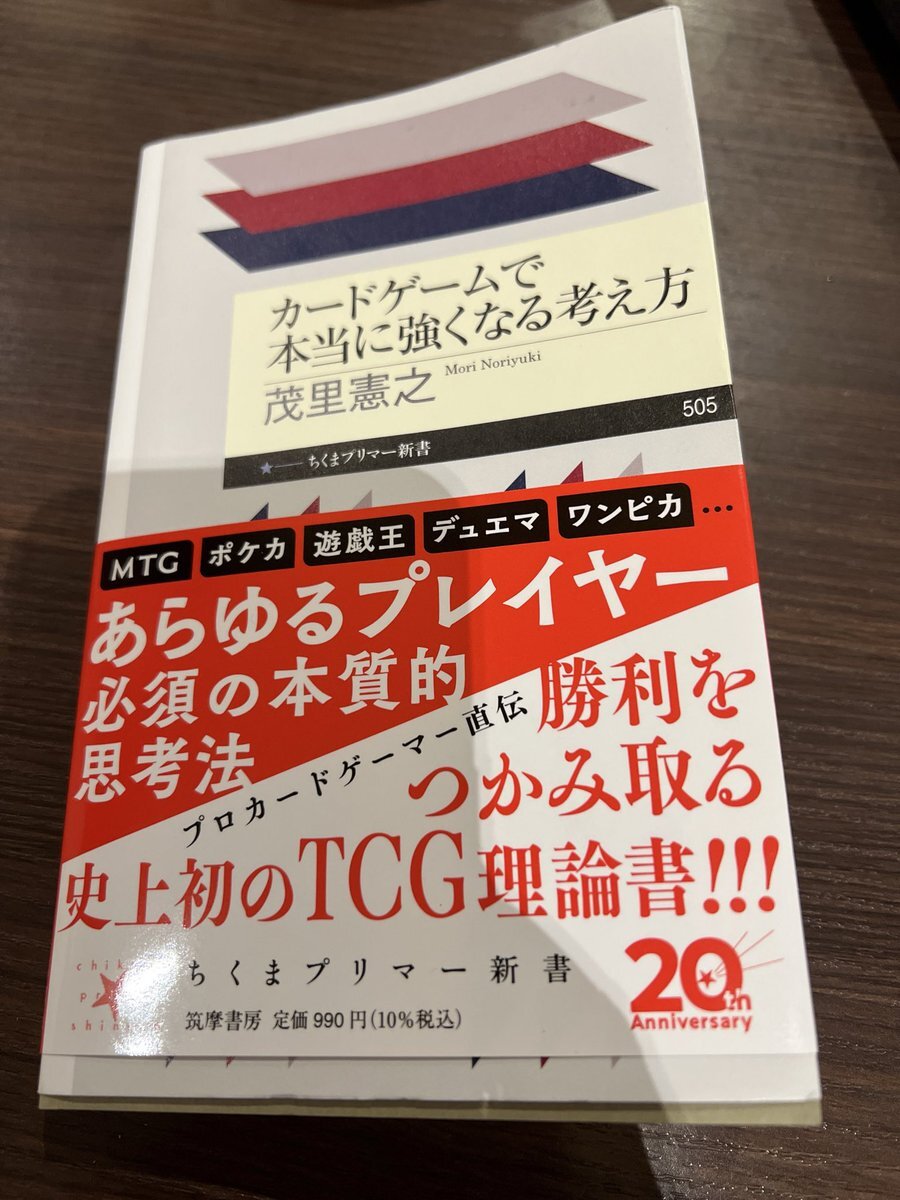 カードゲームで
本当に強くなる考え方
茂里憲之 Mori Noriyuki
505
★──ちくまプリマー新書
MTG ポケカ 遊戯王 デュエマ ワンピカ …
あらゆるプレイヤー
必須の本質的
思考法
プロカードゲーマー直伝
勝利を
つかみ取る
史上初のTCG理論書!!!
ちくまプリマー新書
筑摩書房 定価990円(10%税込)
20th
Anniversary